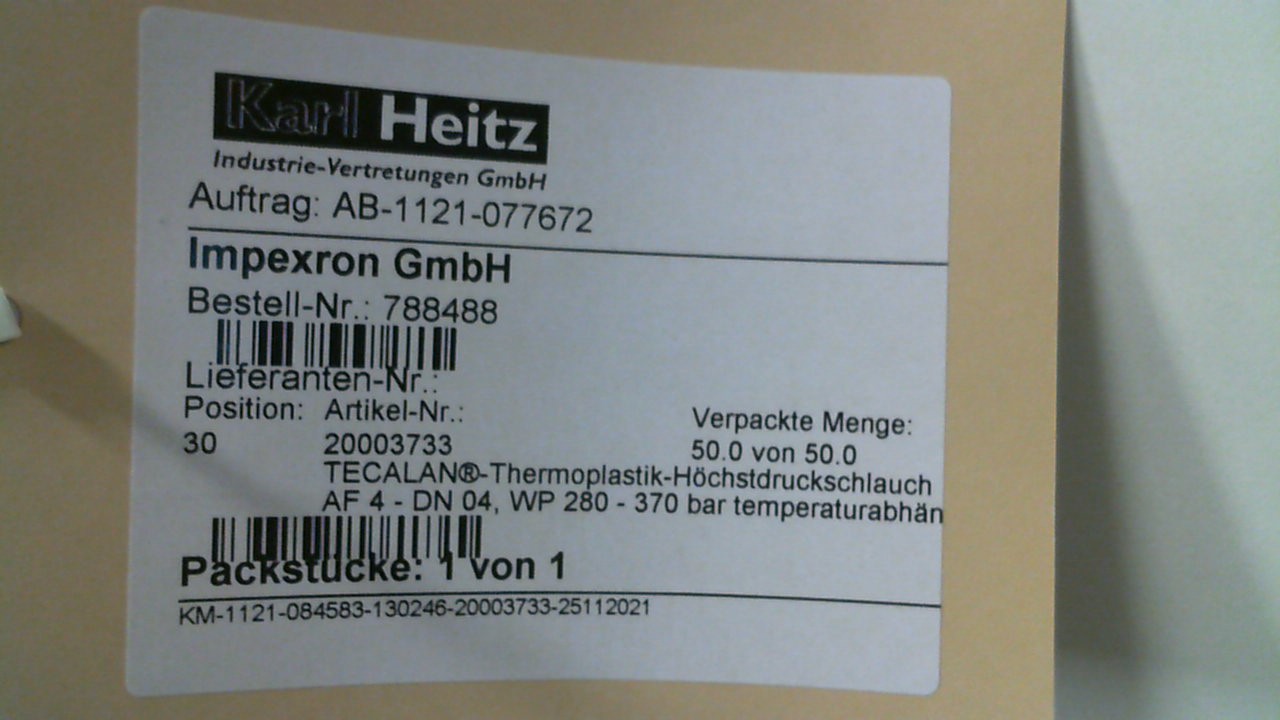 Karl Heitz
Industrie-Vertretungen GmbH
Auftrag: AB-1121-077672
Impexron GmbH
Bestell-Nr.: 788488
Lieferanten-Nr.:
Position: Artikel-Nr.: Verpackte Menge:
30 20003733 50.0 von 50.0
TECALAN®-Thermoplastik-Höchstdruckschlauch
AF 4 - DN 04, WP 280 - 370 bar temperaturabhän
Packstücke: 1 von 1
KM-1121-084583-130246-20003733-25112021